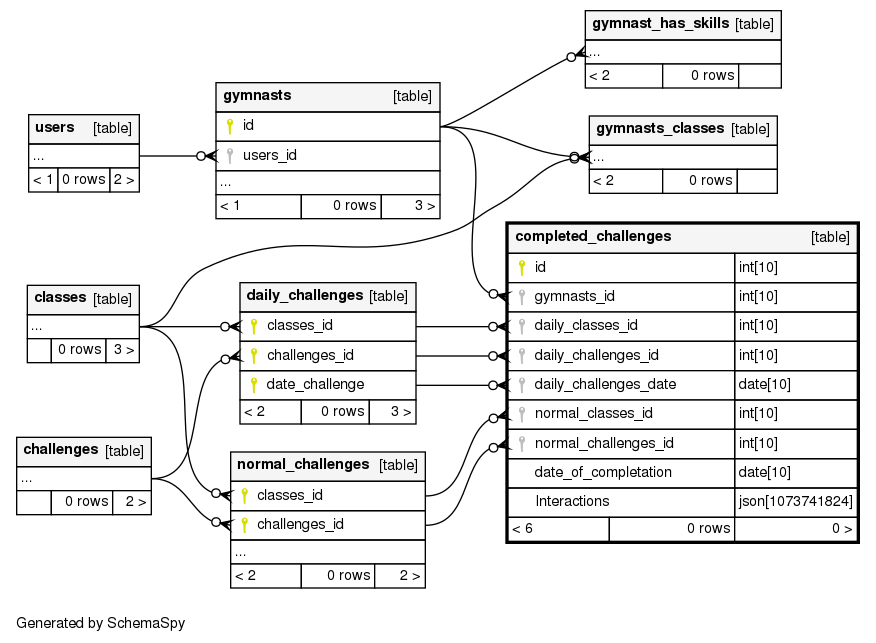 gymnast_has_skills [table]
...
< 2 0 rows
gymnasts [table]
id
users_id
...
< 1 0 rows 3 >
users [table]
...
< 1 0 rows 2 >
gymnasts_classes [table]
...
< 2 0 rows
completed_challenges [table]
id int[10]
gymnasts_id int[10]
daily_classes_id int[10]
daily_challenges_id int[10]
daily_challenges_date date[10]
normal_classes_id int[10]
normal_challenges_id int[10]
date_of_completation date[10]
Interactions json[1073741824]
< 6 0 rows 0 >
classes [table]
...
0 rows 3 >
daily_challenges [table]
classes_id
challenges_id
date_challenge
< 2 0 rows 3 >
challenges [table]
...
0 rows 2 >
normal_challenges [table]
classes_id
challenges_id
...
< 2 0 rows 2 >
Generated by SchemaSpy